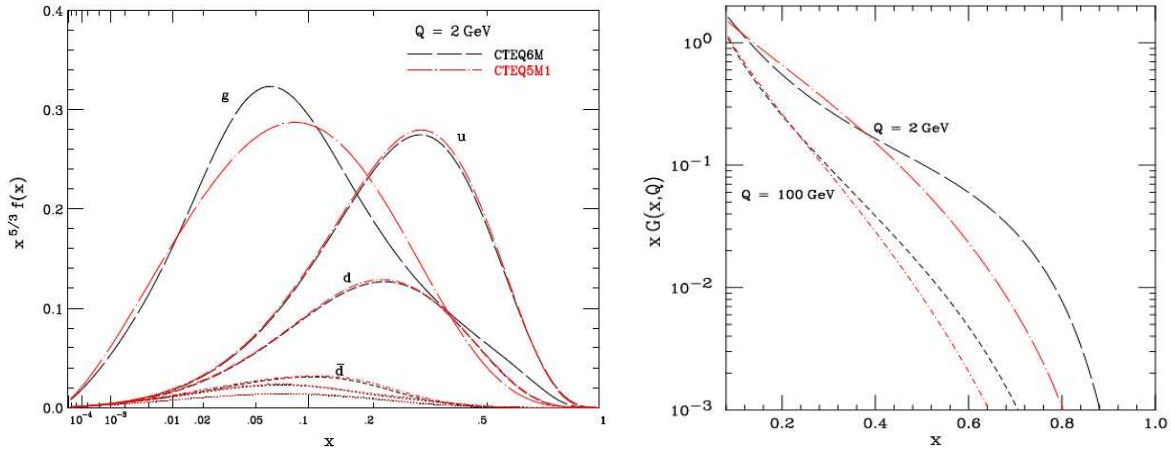 0.4
0.3
0.2
0.1
0.0
x 5/3 f(x)
Q = 2 GeV
CTEQ6M
CTEQ5M1
g
u
d
d̄
10⁻⁴ 10⁻³ .01 .02 .05 .1 .2 .5 1
x
10⁰
10⁻¹
10⁻²
10⁻³
x G(x,Q)
Q = 2 GeV
Q = 100 GeV
0.2 0.4 0.6 0.8 1.0
x